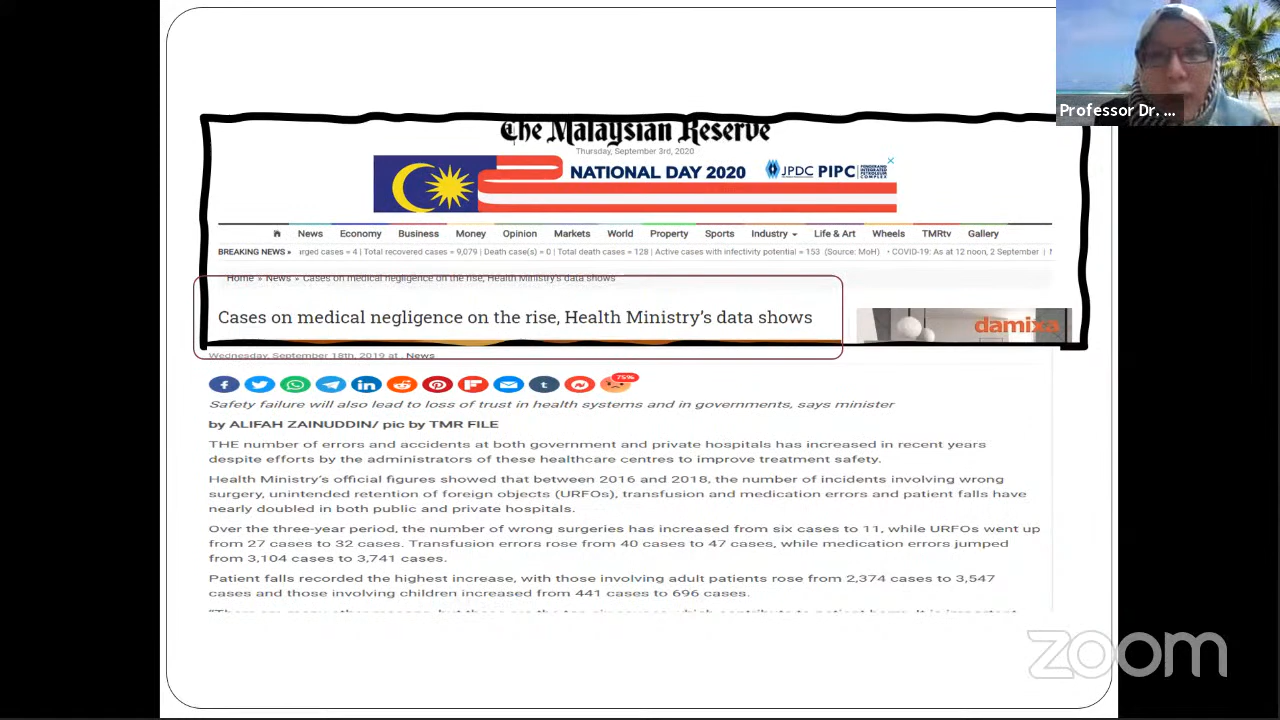 Professor Dr. ...
The Malaysian Reserve
Thursday, September 3rd, 2020
NATIONAL DAY 2020
JPDC PIPC
PENGERANG
INTEGRATED
PETROLEUM
COMPLEX
News Economy Business Money Opinion Markets World Property Sports Industry Life & Art Wheels TMRtv Gallery
BREAKING NEWS » urged cases = 4 | Total recovered cases = 9,079 | Death case(s) = 0 | Total death cases = 128 | Active cases with infectivity potential = 153 (Source: MoH) • COVID-19: As at 12 noon, 2 September |
Home » News » Cases on medical negligence on the rise, Health Ministry's data shows
Cases on medical negligence on the rise, Health Ministry's data shows
damixa
Wednesday, September 18th, 2019 at , News
75%
Safety failure will also lead to loss of trust in health systems and in governments, says minister
by ALIFAH ZAINUDDIN/ pic by TMR FILE
THE number of errors and accidents at both government and private hospitals has increased in recent years
despite efforts by the administrators of these healthcare centres to improve treatment safety.
Health Ministry's official figures showed that between 2016 and 2018, the number of incidents involving wrong
surgery, unintended retention of foreign objects (URFOs), transfusion and medication errors and patient falls have
nearly doubled in both public and private hospitals.
Over the three-year period, the number of wrong surgeries has increased from six cases to 11, while URFOs went up
from 27 cases to 32 cases. Transfusion errors rose from 40 cases to 47 cases, while medication errors jumped
from 3,104 cases to 3,741 cases.
Patient falls recorded the highest increase, with those involving adult patients rose from 2,374 cases to 3,547
cases and those involving children increased from 441 cases to 696 cases.
zoom